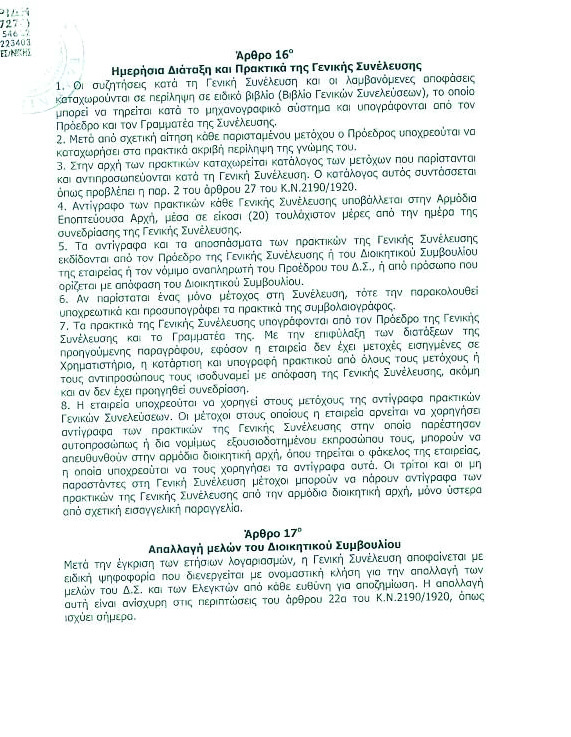 54642
223403
Άρθρο 16º
Ημερήσια Διάταξη και Πρακτικά της Γενικής Συνέλευσης
1. Οι συζητήσεις κατά τη Γενική Συνέλευση και οι λαμβανόμενες αποφάσεις
καταχωρούνται σε περίληψη σε ειδικό βιβλίο (Βιβλίο Γενικών Συνελεύσεων), το οποίο
μπορεί να τηρείται κατά το μηχανογραφικό σύστημα και υπογράφονται από τον
Πρόεδρο και τον Γραμματέα της Συνέλευσης.
2. Μετά από σχετική αίτηση κάθε παρισταμένου μετόχου ο Πρόεδρος υποχρεούται να
καταχωρήσει στα πρακτικά ακριβή περίληψη της γνώμης του.
3. Στην αρχή των πρακτικών καταχωρείται κατάλογος των μετόχων που παρίστανται
και αντιπροσωπεύονται κατά τη Γενική Συνέλευση. Ο κατάλογος αυτός συντάσσεται
όπως προβλέπει η παρ. 2 του άρθρου 27 του Κ.Ν.2190/1920.
4. Αντίγραφο των πρακτικών κάθε Γενικής Συνέλευσης υποβάλλεται στην Αρμόδια
Εποπτεύουσα Αρχή, μέσα σε είκοσι (20) τουλάχιστον μέρες από την ημέρα της
συνεδρίασης της Γενικής Συνέλευσης.
5. Τα αντίγραφα και τα αποσπάσματα των πρακτικών της Γενικής Συνέλευσης
εκδίδονται από τον Πρόεδρο της Γενικής Συνέλευσης ή του Διοικητικού Συμβουλίου
της εταιρείας ή τον νόμιμο αναπληρωτή του Προέδρου του Δ.Σ., ή από πρόσωπο που
ορίζεται με απόφαση του Διοικητικού Συμβουλίου.
6. Αν παρίσταται ένας μόνο μέτοχος στη Συνέλευση, τότε την παρακολουθεί
υποχρεωτικά και προσυπογράφει τα πρακτικά της συμβολαιογράφος.
7. Τα πρακτικά της Γενικής Συνέλευσης υπογράφονται από τον Πρόεδρο της Γενικής
Συνέλευσης και το Γραμματέα της. Με την επιφύλαξη των διατάξεων της
προηγούμενης παραγράφου, εφόσον η εταιρεία δεν έχει μετοχές εισηγμένες σε
Χρηματιστήριο, η κατάρτιση και υπογραφή πρακτικού από όλους τους μετόχους ή
τους αντιπροσώπους τους ισοδυναμεί με απόφαση της Γενικής Συνέλευσης, ακόμη
και αν δεν έχει προηγηθεί συνεδρίαση.
8. Η εταιρεία υποχρεούται να χορηγεί στους μετόχους της αντίγραφα πρακτικών
Γενικών Συνελεύσεων. Οι μέτοχοι στους οποίους η εταιρεία αρνείται να χορηγήσει
αντίγραφα των πρακτικών της Γενικής Συνέλευσης στην οποία παρέστησαν
αυτοπροσώπως ή δια νομίμως εξουσιοδοτημένου εκπροσώπου τους, μπορούν να
απευθυνθούν στην αρμόδια διοικητική αρχή, όπου τηρείται ο φάκελος της εταιρείας,
η οποία υποχρεούται να τους χορηγήσει τα αντίγραφα αυτά. Οι τρίτοι και οι μη
παραστάντες στη Γενική Συνέλευση μέτοχοι μπορούν να πάρουν αντίγραφα των
πρακτικών της Γενικής Συνέλευσης από την αρμόδια διοικητική αρχή, μόνο ύστερα
από σχετική εισαγγελική παραγγελία.
Άρθρο 17º
Απαλλαγή μελών του Διοικητικού Συμβουλίου
Μετά την έγκριση των ετήσιων λογαριασμών, η Γενική Συνέλευση αποφαίνεται με
ειδική ψηφοφορία που διενεργείται με ονομαστική κλήση για την απαλλαγή των
μελών του Δ.Σ. και των Ελεγκτών από κάθε ευθύνη για αποζημίωση. Η απαλλαγή
αυτή είναι ανίσχυρη στις περιπτώσεις του άρθρου 22α του Κ.Ν.2190/1920, όπως
ισχύει σήμερα.